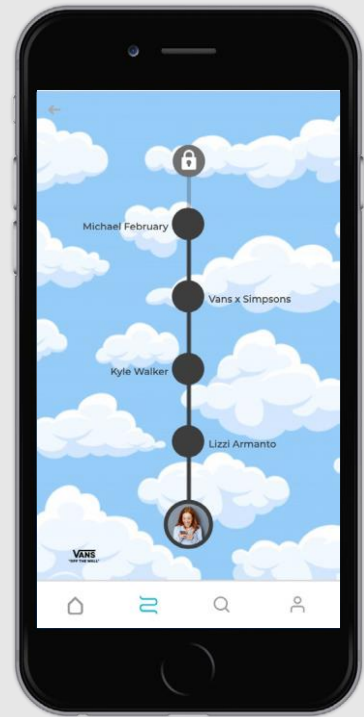 Michael February
Vans x Simpsons
Kyle Walker
Lizzi Armanto
VANS
"OFF THE WALL"